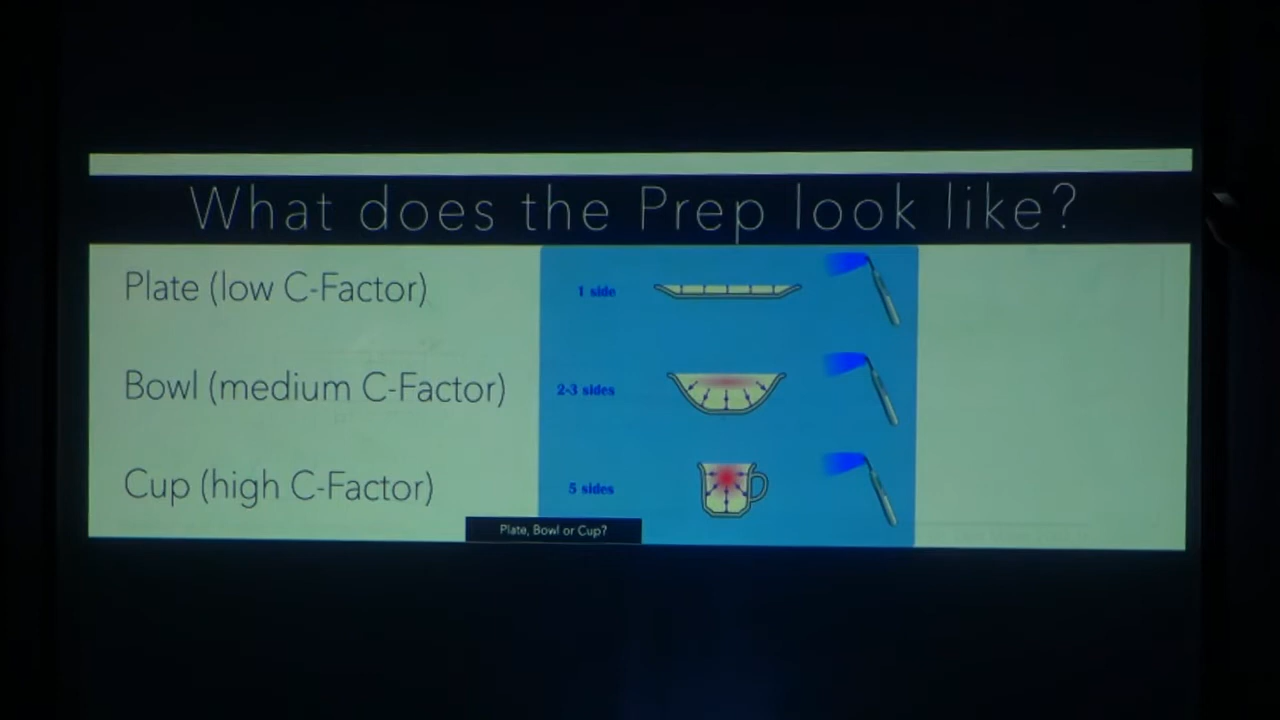 What does the Prep look like?
Plate (low C-Factor)
1 side
Bowl (medium C-Factor)
2-3 sides
Cup (high C-Factor)
5 sides
Plate, Bowl or Cup?